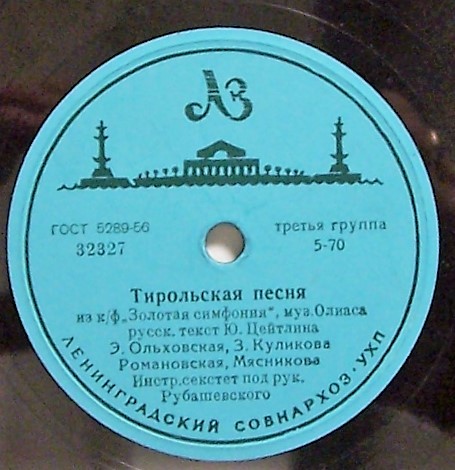 ЛЗ
ГОСТ 5289-56
32327
третья группа
5-70
Тирольская песня
из к/ф„Золотая симфония", муз.Олиаса
русск. текст Ю. Цейтлина
Э. Ольховская, З. Куликова
Романовская, Мясникова
Инстр.секстет под рук.
Рубашевского
ЛЕНИНГРАДСКИЙ СОВНАРХОЗ·УХП